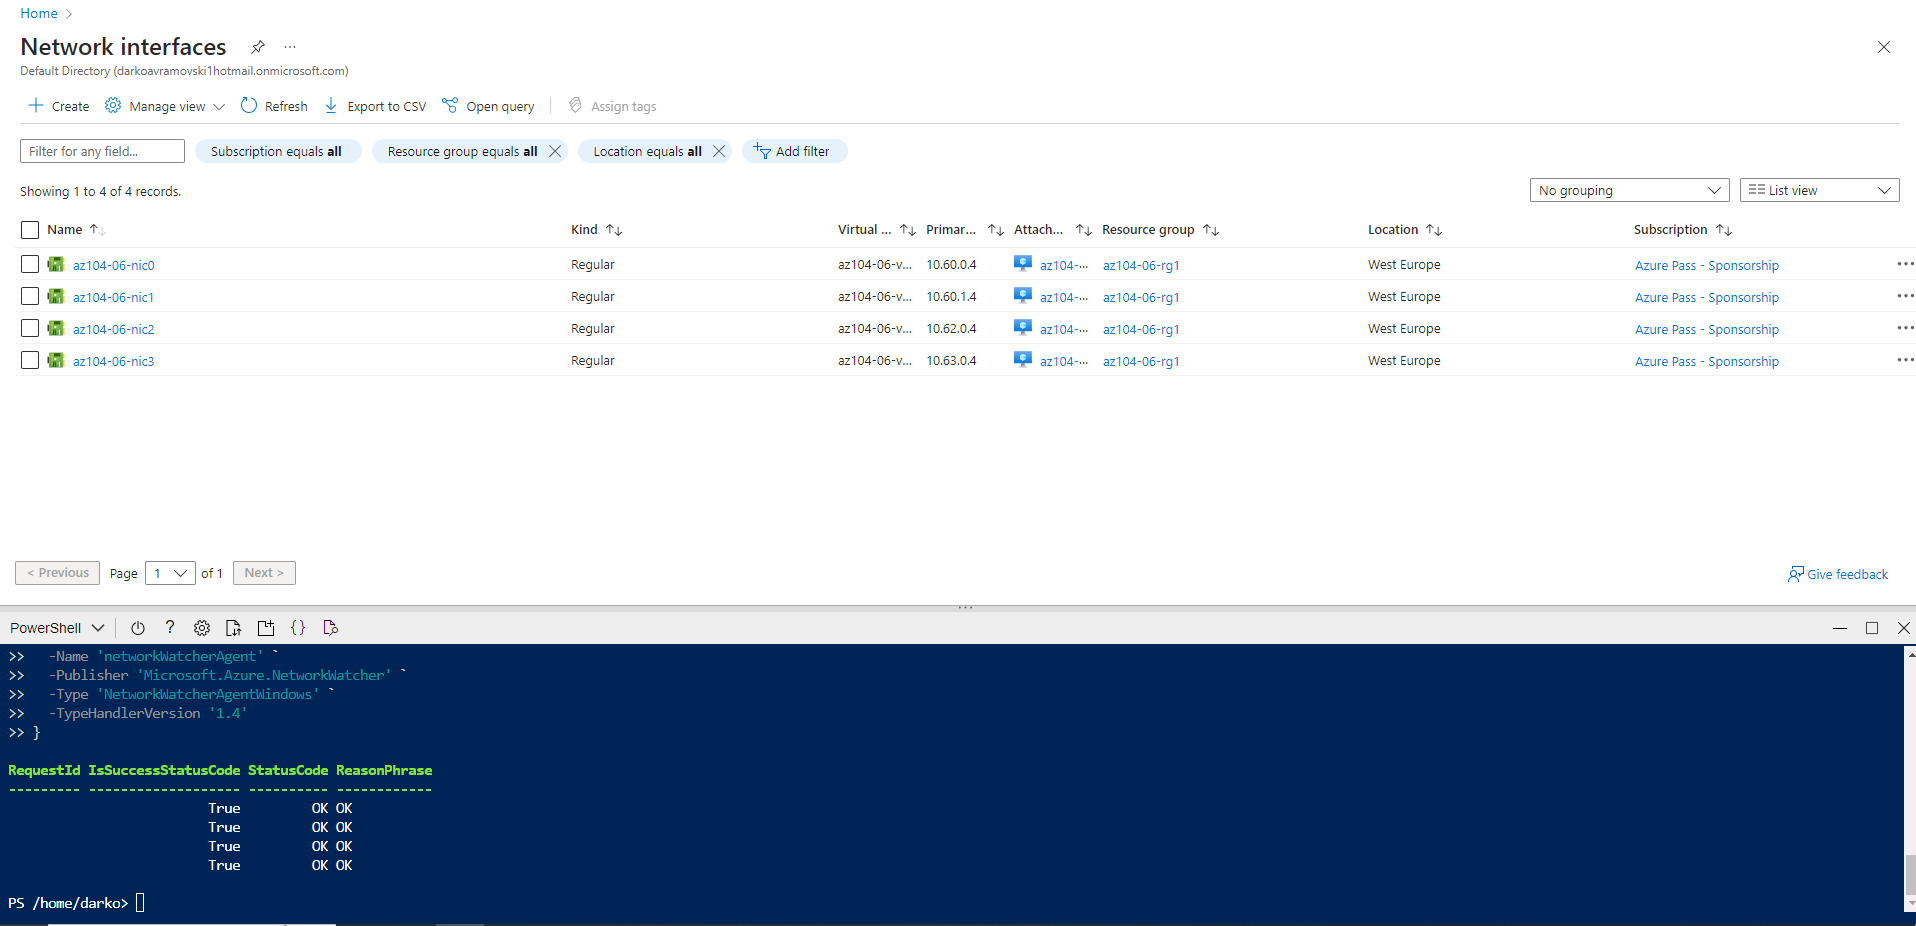 Home >
Network interfaces ...
Default Directory (darkoavramovski1hotmail.onmicrosoft.com)
Create Manage view Refresh Export to CSV Open query Assign tags
Filter for any field... Subscription equals all Resource group equals all Location equals all Add filter
Showing 1 to 4 of 4 records.
No grouping List view
Name Kind Virtual ... Primar... Attach... Resource group Location Subscription
az104-06-nic0 Regular az104-06-v... 10.60.0.4 az104-... az104-06-rg1 West Europe Azure Pass - Sponsorship ...
az104-06-nic1 Regular az104-06-v... 10.60.1.4 az104-... az104-06-rg1 West Europe Azure Pass - Sponsorship ...
az104-06-nic2 Regular az104-06-v... 10.62.0.4 az104-... az104-06-rg1 West Europe Azure Pass - Sponsorship ...
az104-06-nic3 Regular az104-06-v... 10.63.0.4 az104-... az104-06-rg1 West Europe Azure Pass - Sponsorship ...
< Previous Page 1 of 1 Next >
Give feedback
PowerShell ? {}
>> -Name 'networkWatcherAgent' `
>> -Publisher 'Microsoft.Azure.NetworkWatcher' `
>> -Type 'NetworkWatcherAgentWindows' `
>> -TypeHandlerVersion '1.4'
>> }
RequestId IsSuccessStatusCode StatusCode ReasonPhrase
--------- ------------------- ---------- ------------
True OK OK
True OK OK
True OK OK
True OK OK
PS /home/darko>